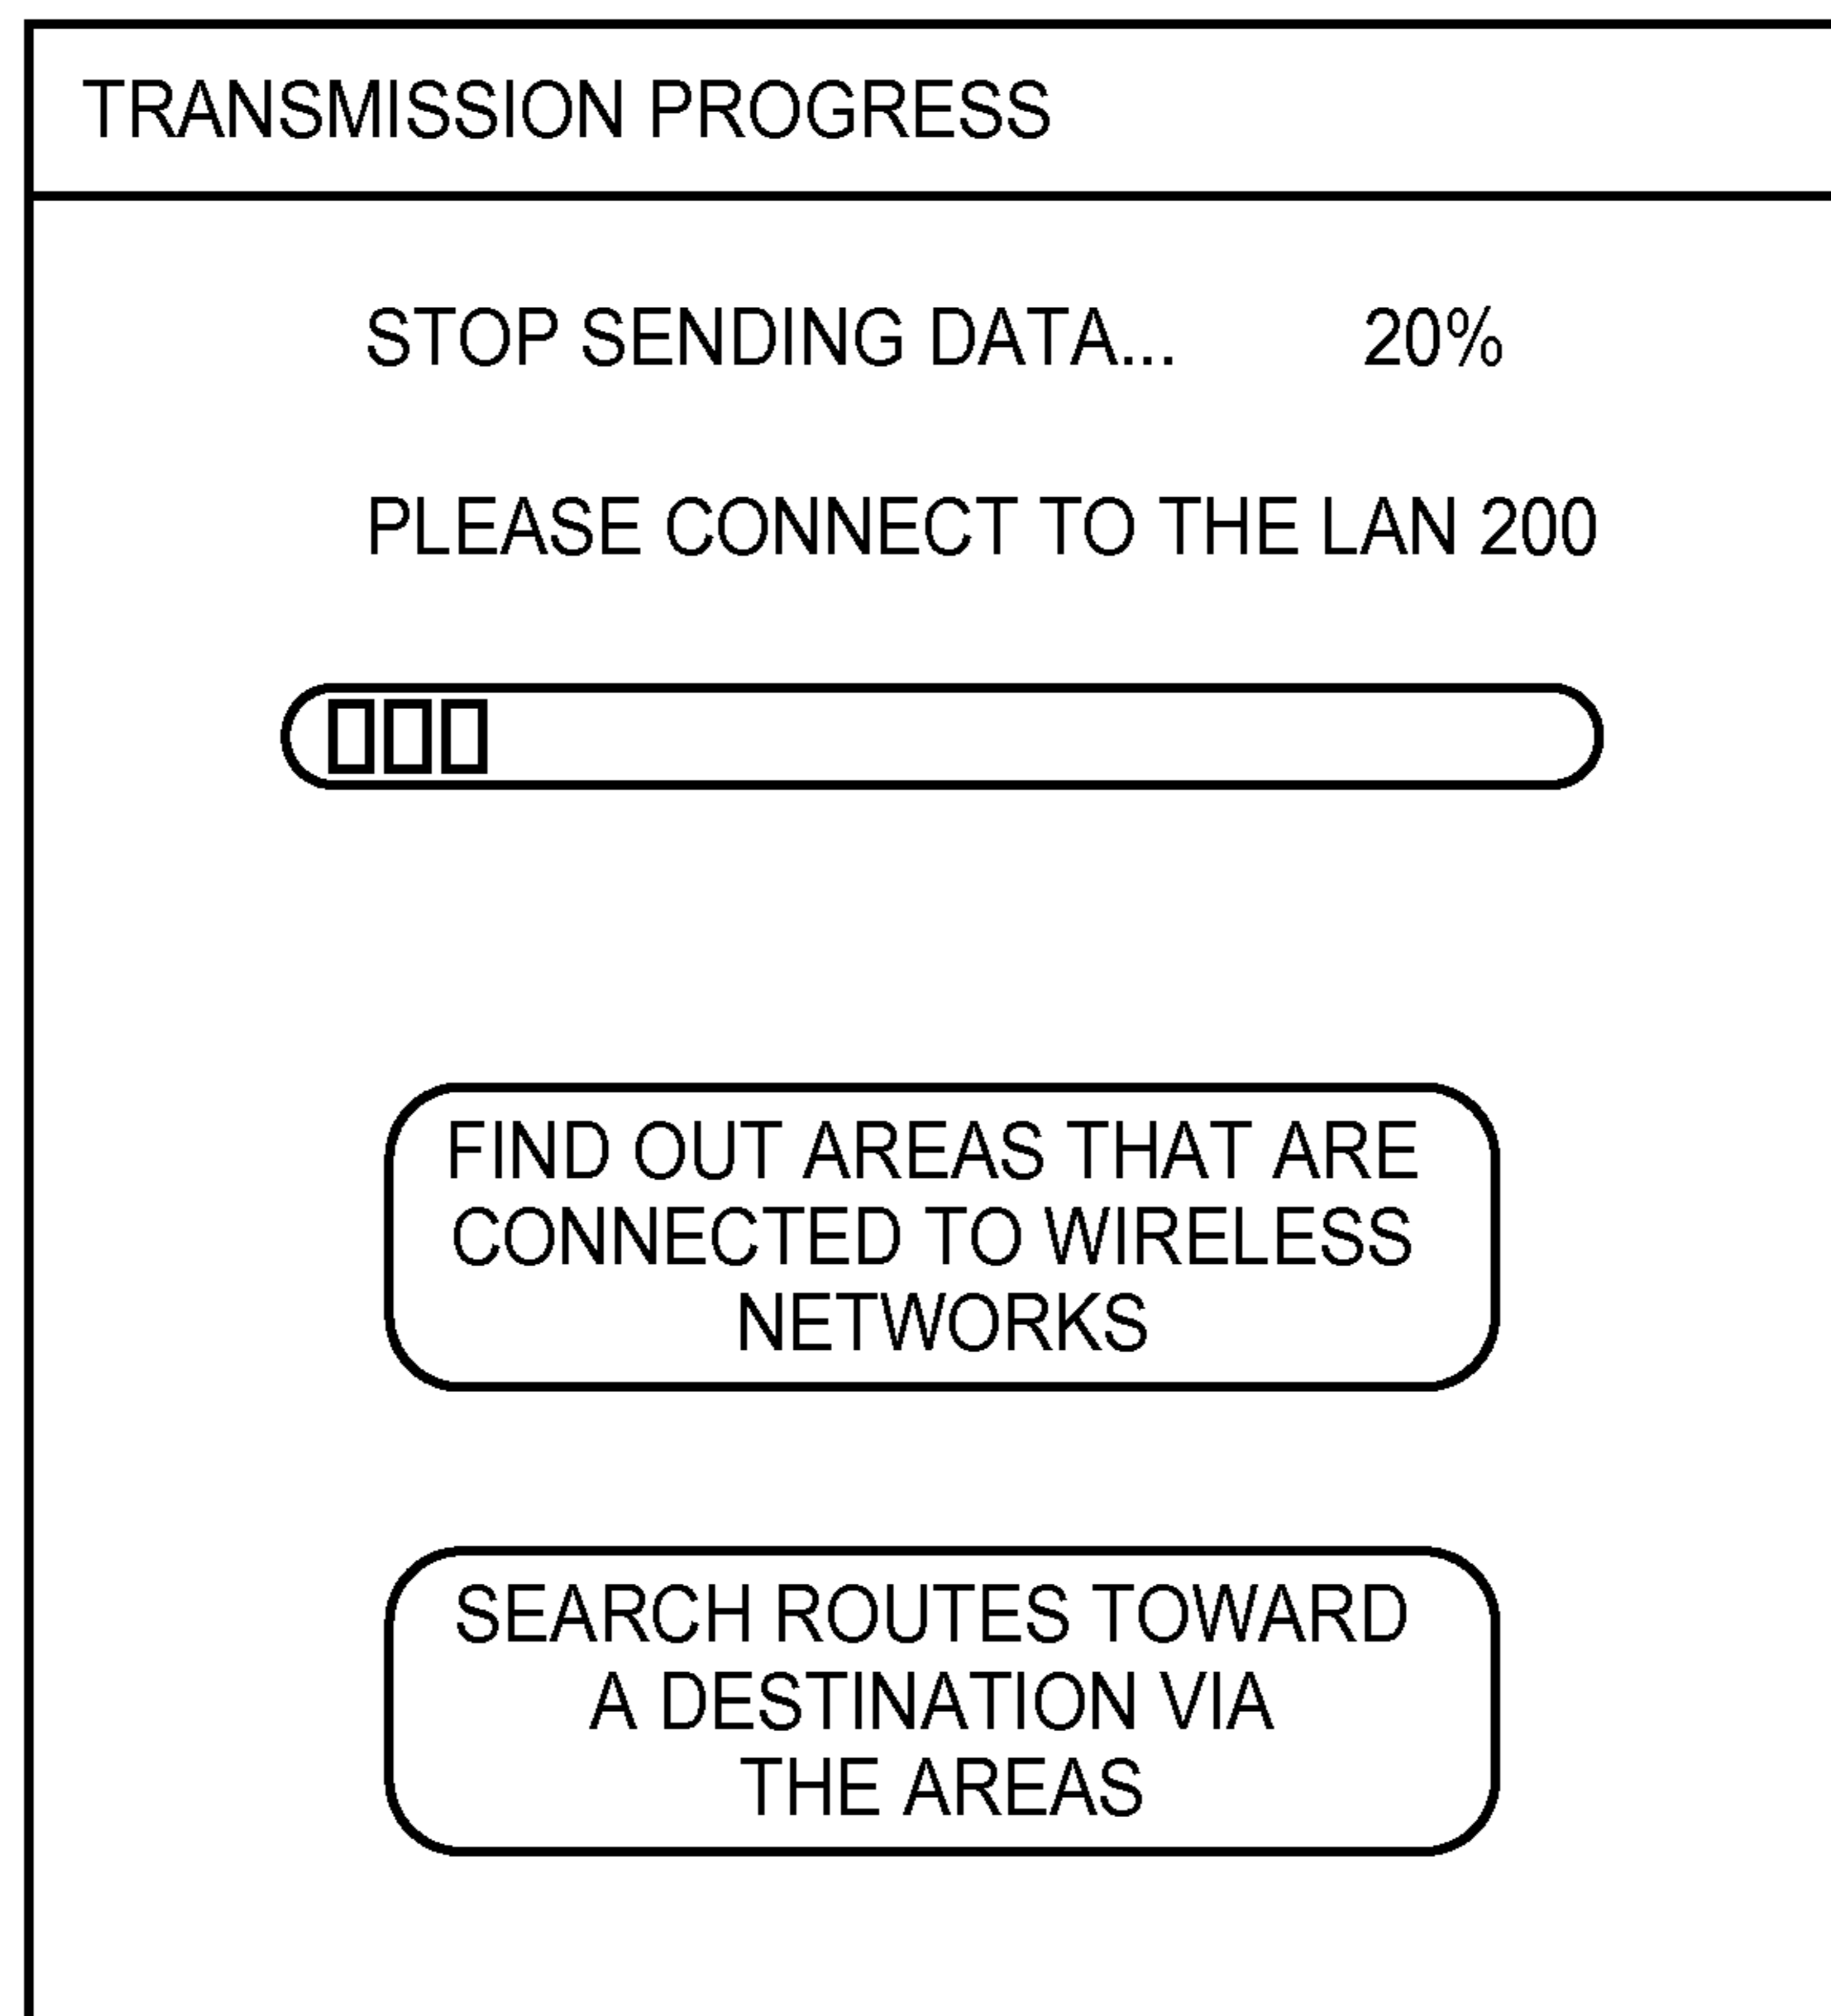 TRANSMISSION PROGRESS
STOP SENDING DATA... 20%
PLEASE CONNECT TO THE LAN 200
FIND OUT AREAS THAT ARE
CONNECTED TO WIRELESS
NETWORKS
SEARCH ROUTES TOWARD
A DESTINATION VIA
THE AREAS